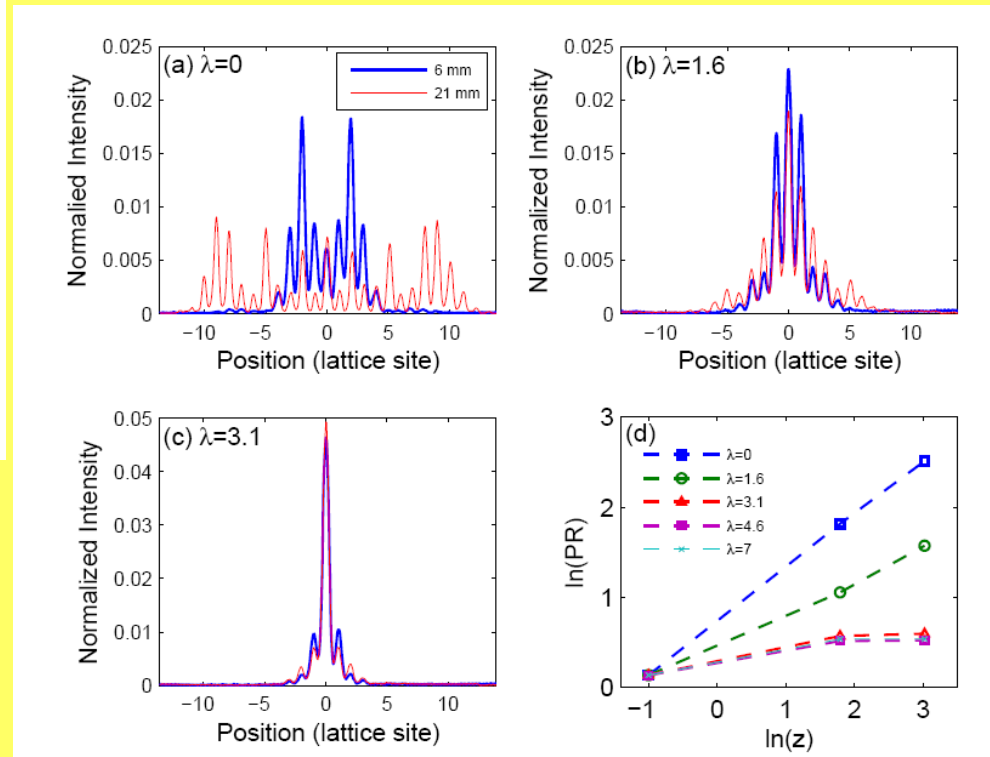 (a) λ=0
6 mm
21 mm
Normalied Intensity
0.025
0.02
0.015
0.01
0.005
0
−10
−5
0
5
10
Position (lattice site)
(b) λ=1.6
Normalized Intensity
0.025
0.02
0.015
0.01
0.005
0
−10
−5
0
5
10
Position (lattice site)
(c) λ=3.1
Normalized Intensity
0.05
0.04
0.03
0.01
0
−10
−5
0
5
10
Position (lattice site)
(d)
λ=0
λ=1.6
λ=3.1
λ=4.6
λ=7
ln(PR)
3
2
1
0
−1
0
1
2
3
ln(z)